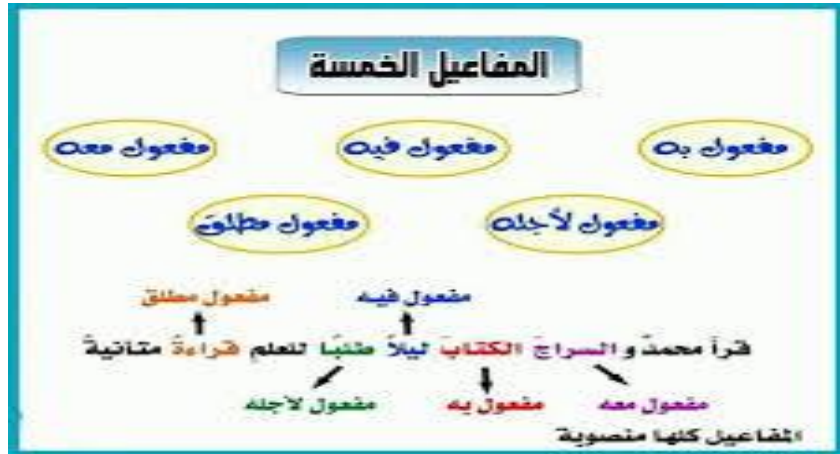 المفاعيل الخمسة
مفعول به مفعول فيه مفعول معه
مفعول لأجله مفعول مطلق
مفعول فيه مفعول مطلق
قرأ محمدٌ و السراجَ الكتابَ ليلاً طلبًا للعلم قراءةً متأنيةً
مفعول معه مفعول به مفعول لأجله
المفاعيل كلها منصوبة